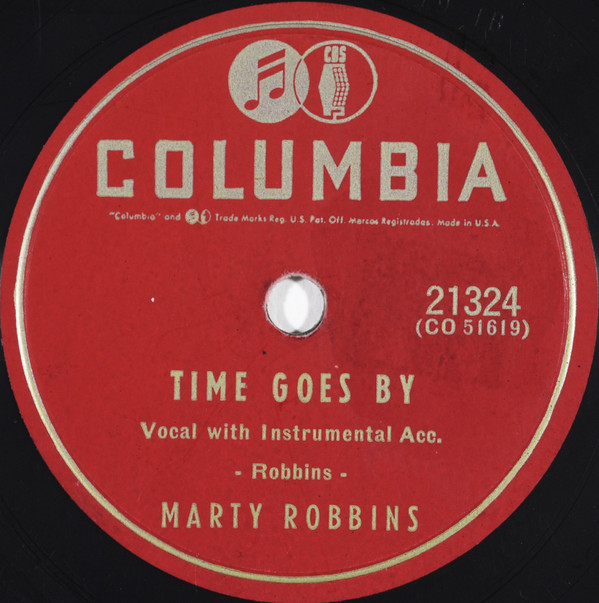 CBS
COLUMBIA
"Columbia" and Trade Marks Reg. U.S. Pat. Off. Marcas Registradas. Made in U.S.A.
21324
(CO 51619)
TIME GOES BY
Vocal with Instrumental Acc.
- Robbins -
MARTY ROBBINS